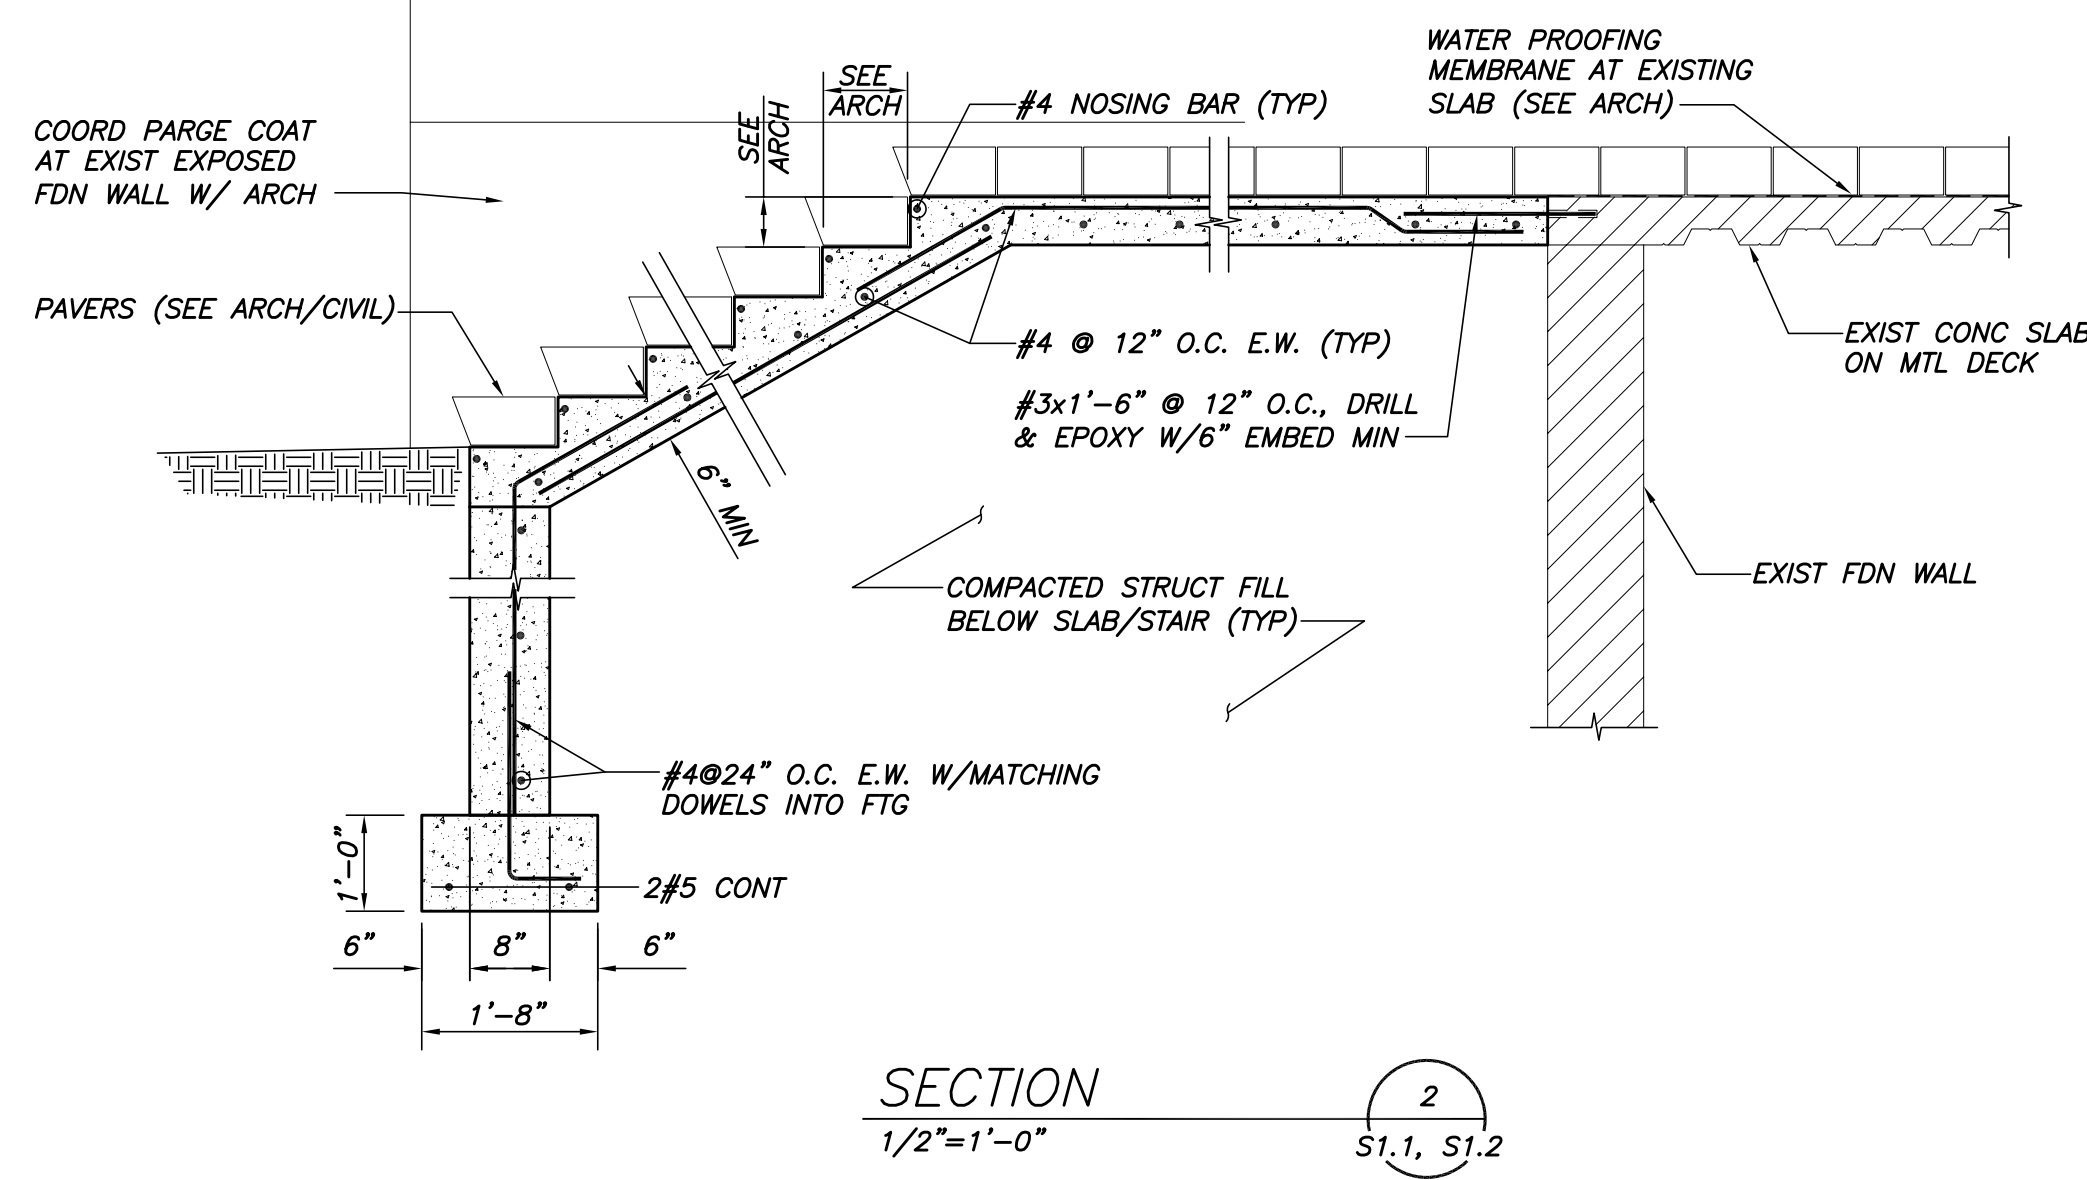 WATER PROOFING
MEMBRANE AT EXISTING
SLAB (SEE ARCH)
SEE
ARCH
SEE
ARCH
#4 NOSING BAR (TYP)
COORD PARGE COAT
AT EXIST EXPOSED
FDN WALL W/ ARCH
PAVERS (SEE ARCH/CIVIL)
#4 @ 12" O.C. E.W. (TYP)
EXIST CONC SLAB
ON MTL DECK
#3x1'-6" @ 12" O.C., DRILL
& EPOXY W/6" EMBED MIN
6" MIN
COMPACTED STRUCT FILL
BELOW SLAB/STAIR (TYP)
EXIST FDN WALL
#4@24" O.C. E.W. W/MATCHING
DOWELS INTO FTG
1'-0"
2#5 CONT
6"
8"
6"
1'-8"
SECTION
1/2"=1'-0"
2
S1.1, S1.2